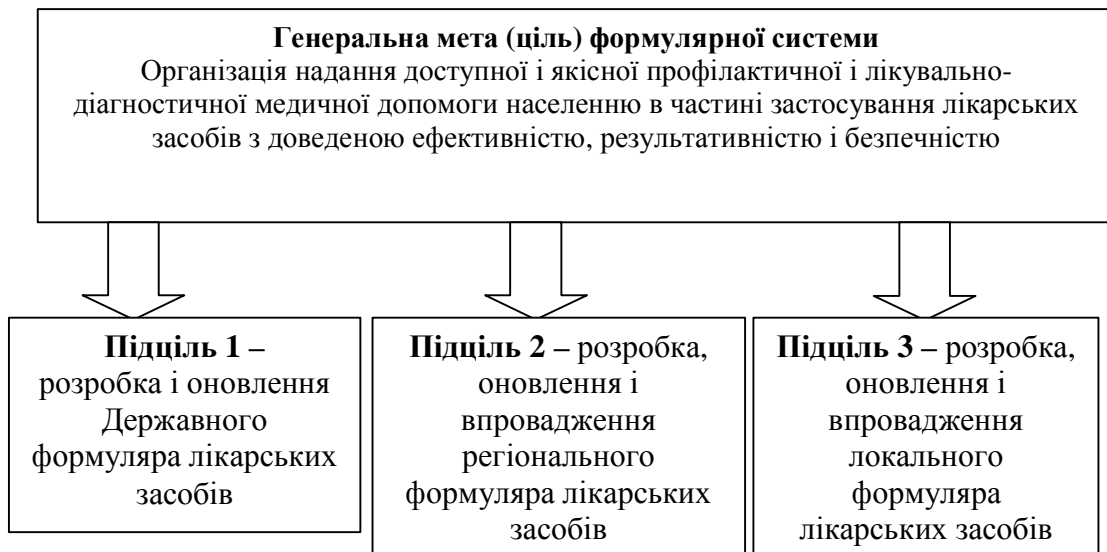 Генеральна мета (ціль) формулярної системи
Організація надання доступної і якісної профілактичної і лікувально-
діагностичної медичної допомоги населенню в частині застосування лікарських
засобів з доведеною ефективністю, результативністю і безпечністю
Підціль 1 –
розробка і оновлення
Державного
формуляра лікарських
засобів
Підціль 2 – розробка,
оновлення і
впровадження
регіонального
формуляра лікарських
засобів
Підціль 3 – розробка,
оновлення і
впровадження
локального
формуляра
лікарських засобів